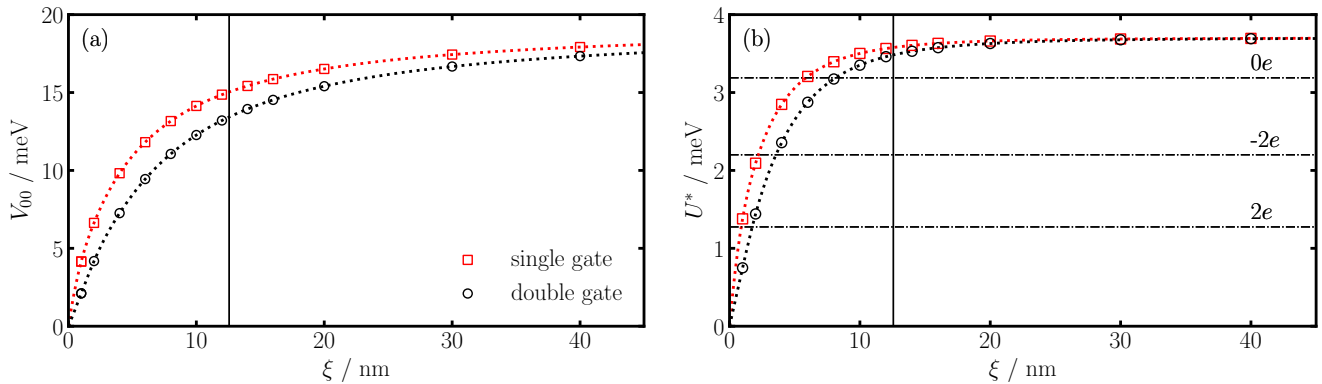 (a)
V00 / meV
20
15
10
5
0
0 10 20 30 40
ξ / nm
single gate
double gate
(b)
U* / meV
4
3
2
1
0
0 10 20 30 40
ξ / nm
0e
-2e
2e